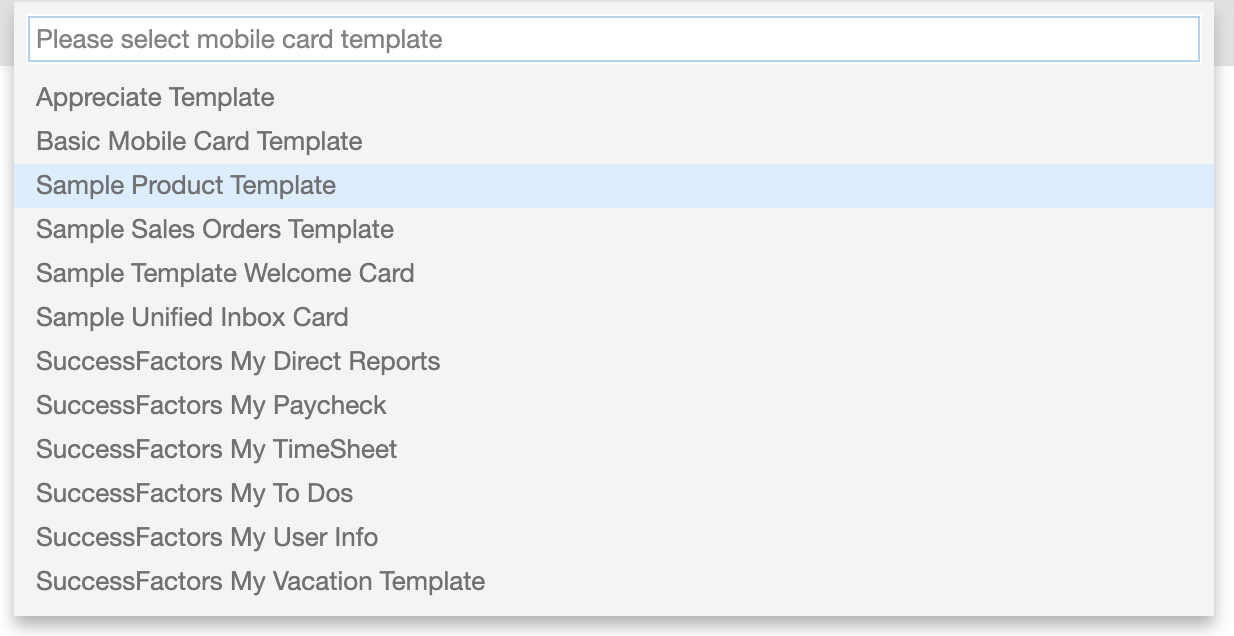 Please select mobile card template
Appreciate Template
Basic Mobile Card Template
Sample Product Template
Sample Sales Orders Template
Sample Template Welcome Card
Sample Unified Inbox Card
SuccessFactors My Direct Reports
SuccessFactors My Paycheck
SuccessFactors My TimeSheet
SuccessFactors My To Dos
SuccessFactors My User Info
SuccessFactors My Vacation Template